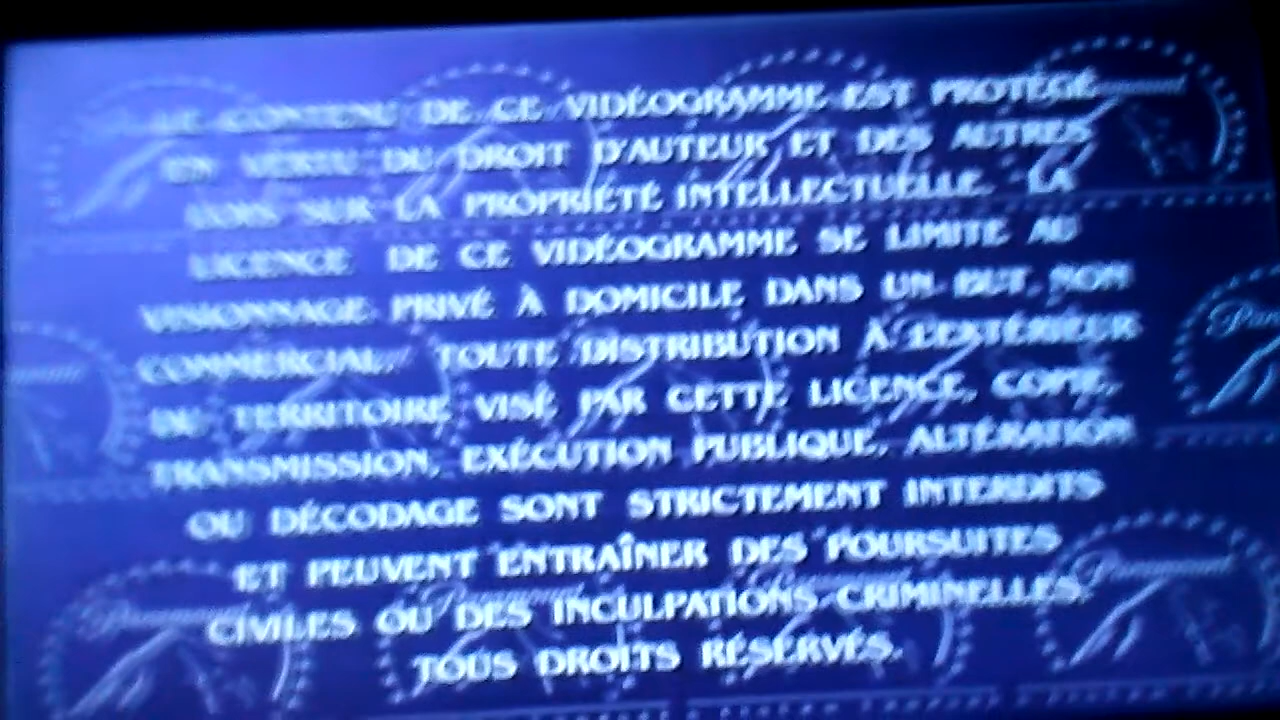 LE CONTENU DE CE VIDÉOGRAMME EST PROTÉGÉ
EN VERTU DU DROIT D'AUTEUR ET DES AUTRES
LOIS SUR LA PROPRIÉTÉ INTELLECTUELLE. LA
LICENCE DE CE VIDÉOGRAMME SE LIMITE AU
VISIONNAGE PRIVÉ À DOMICILE DANS UN BUT NON
COMMERCIAL. TOUTE DISTRIBUTION À L'EXTÉRIEUR
DU TERRITOIRE VISÉ PAR CETTE LICENCE, COPIE,
TRANSMISSION, EXÉCUTION PUBLIQUE, ALTÉRATION
OU DÉCODAGE SONT STRICTEMENT INTERDITS
ET PEUVENT ENTRAÎNER DES POURSUITES
CIVILES OU DES INCULPATIONS CRIMINELLES.
TOUS DROITS RÉSERVÉS.
Paramount
Paramount
Paramount